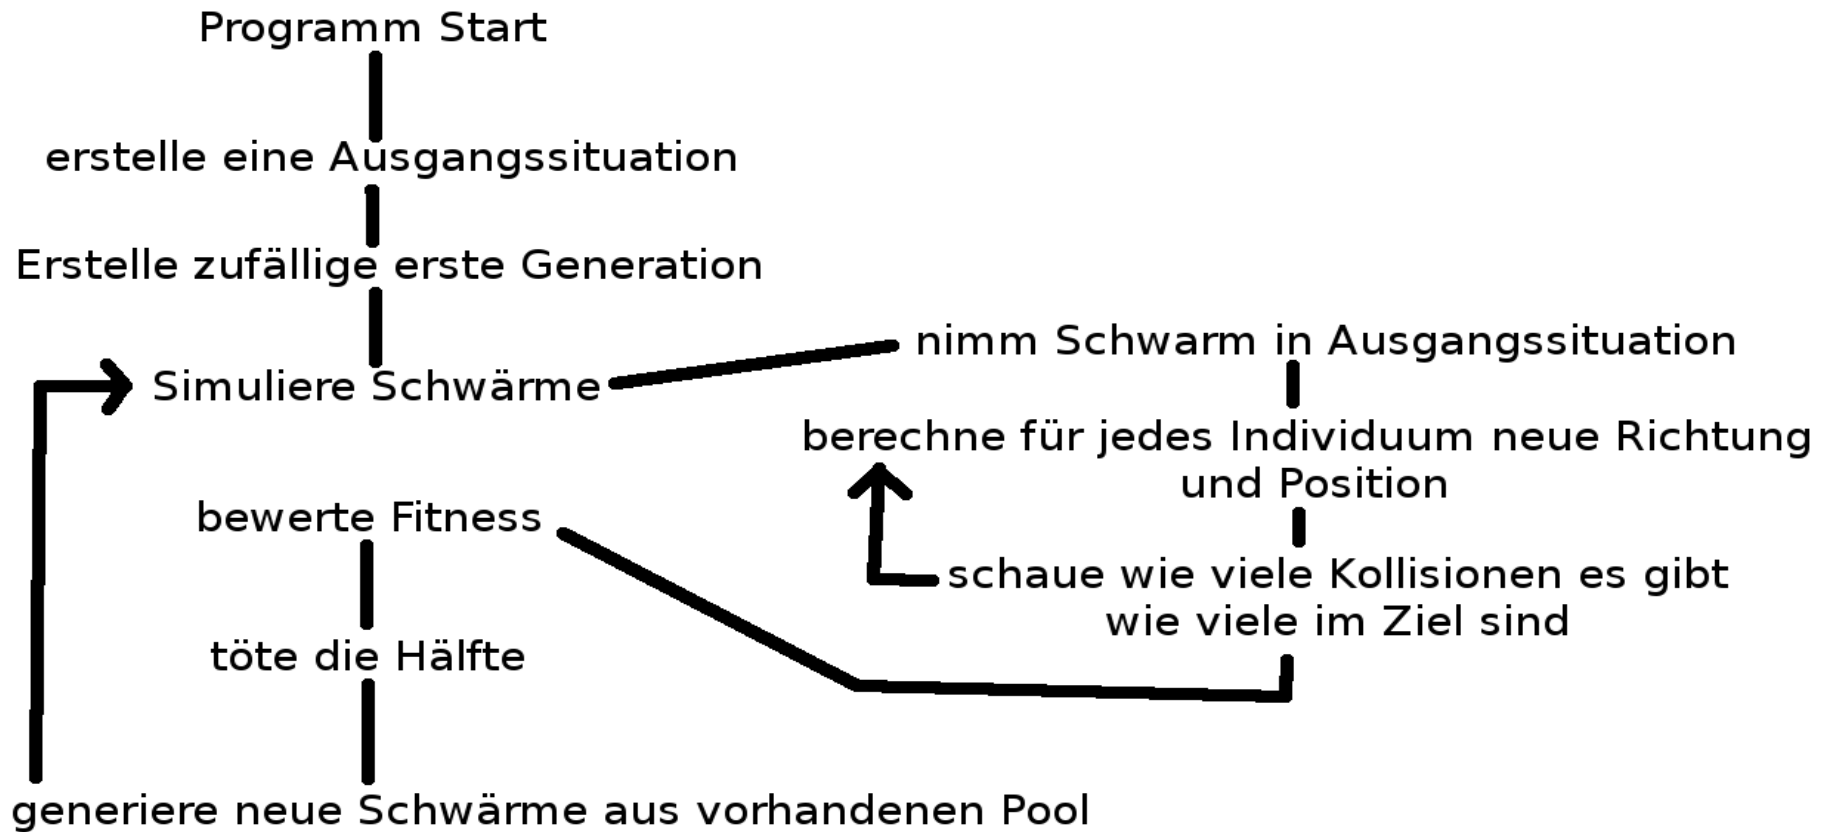 Programm Start
erstelle eine Ausgangssituation
Erstelle zufällige erste Generation
Simuliere Schwärme
nimm Schwarm in Ausgangssituation
berechne für jedes Individuum neue Richtung
und Position
schaue wie viele Kollisionen es gibt
wie viele im Ziel sind
bewerte Fitness
töte die Hälfte
generiere neue Schwärme aus vorhandenen Pool